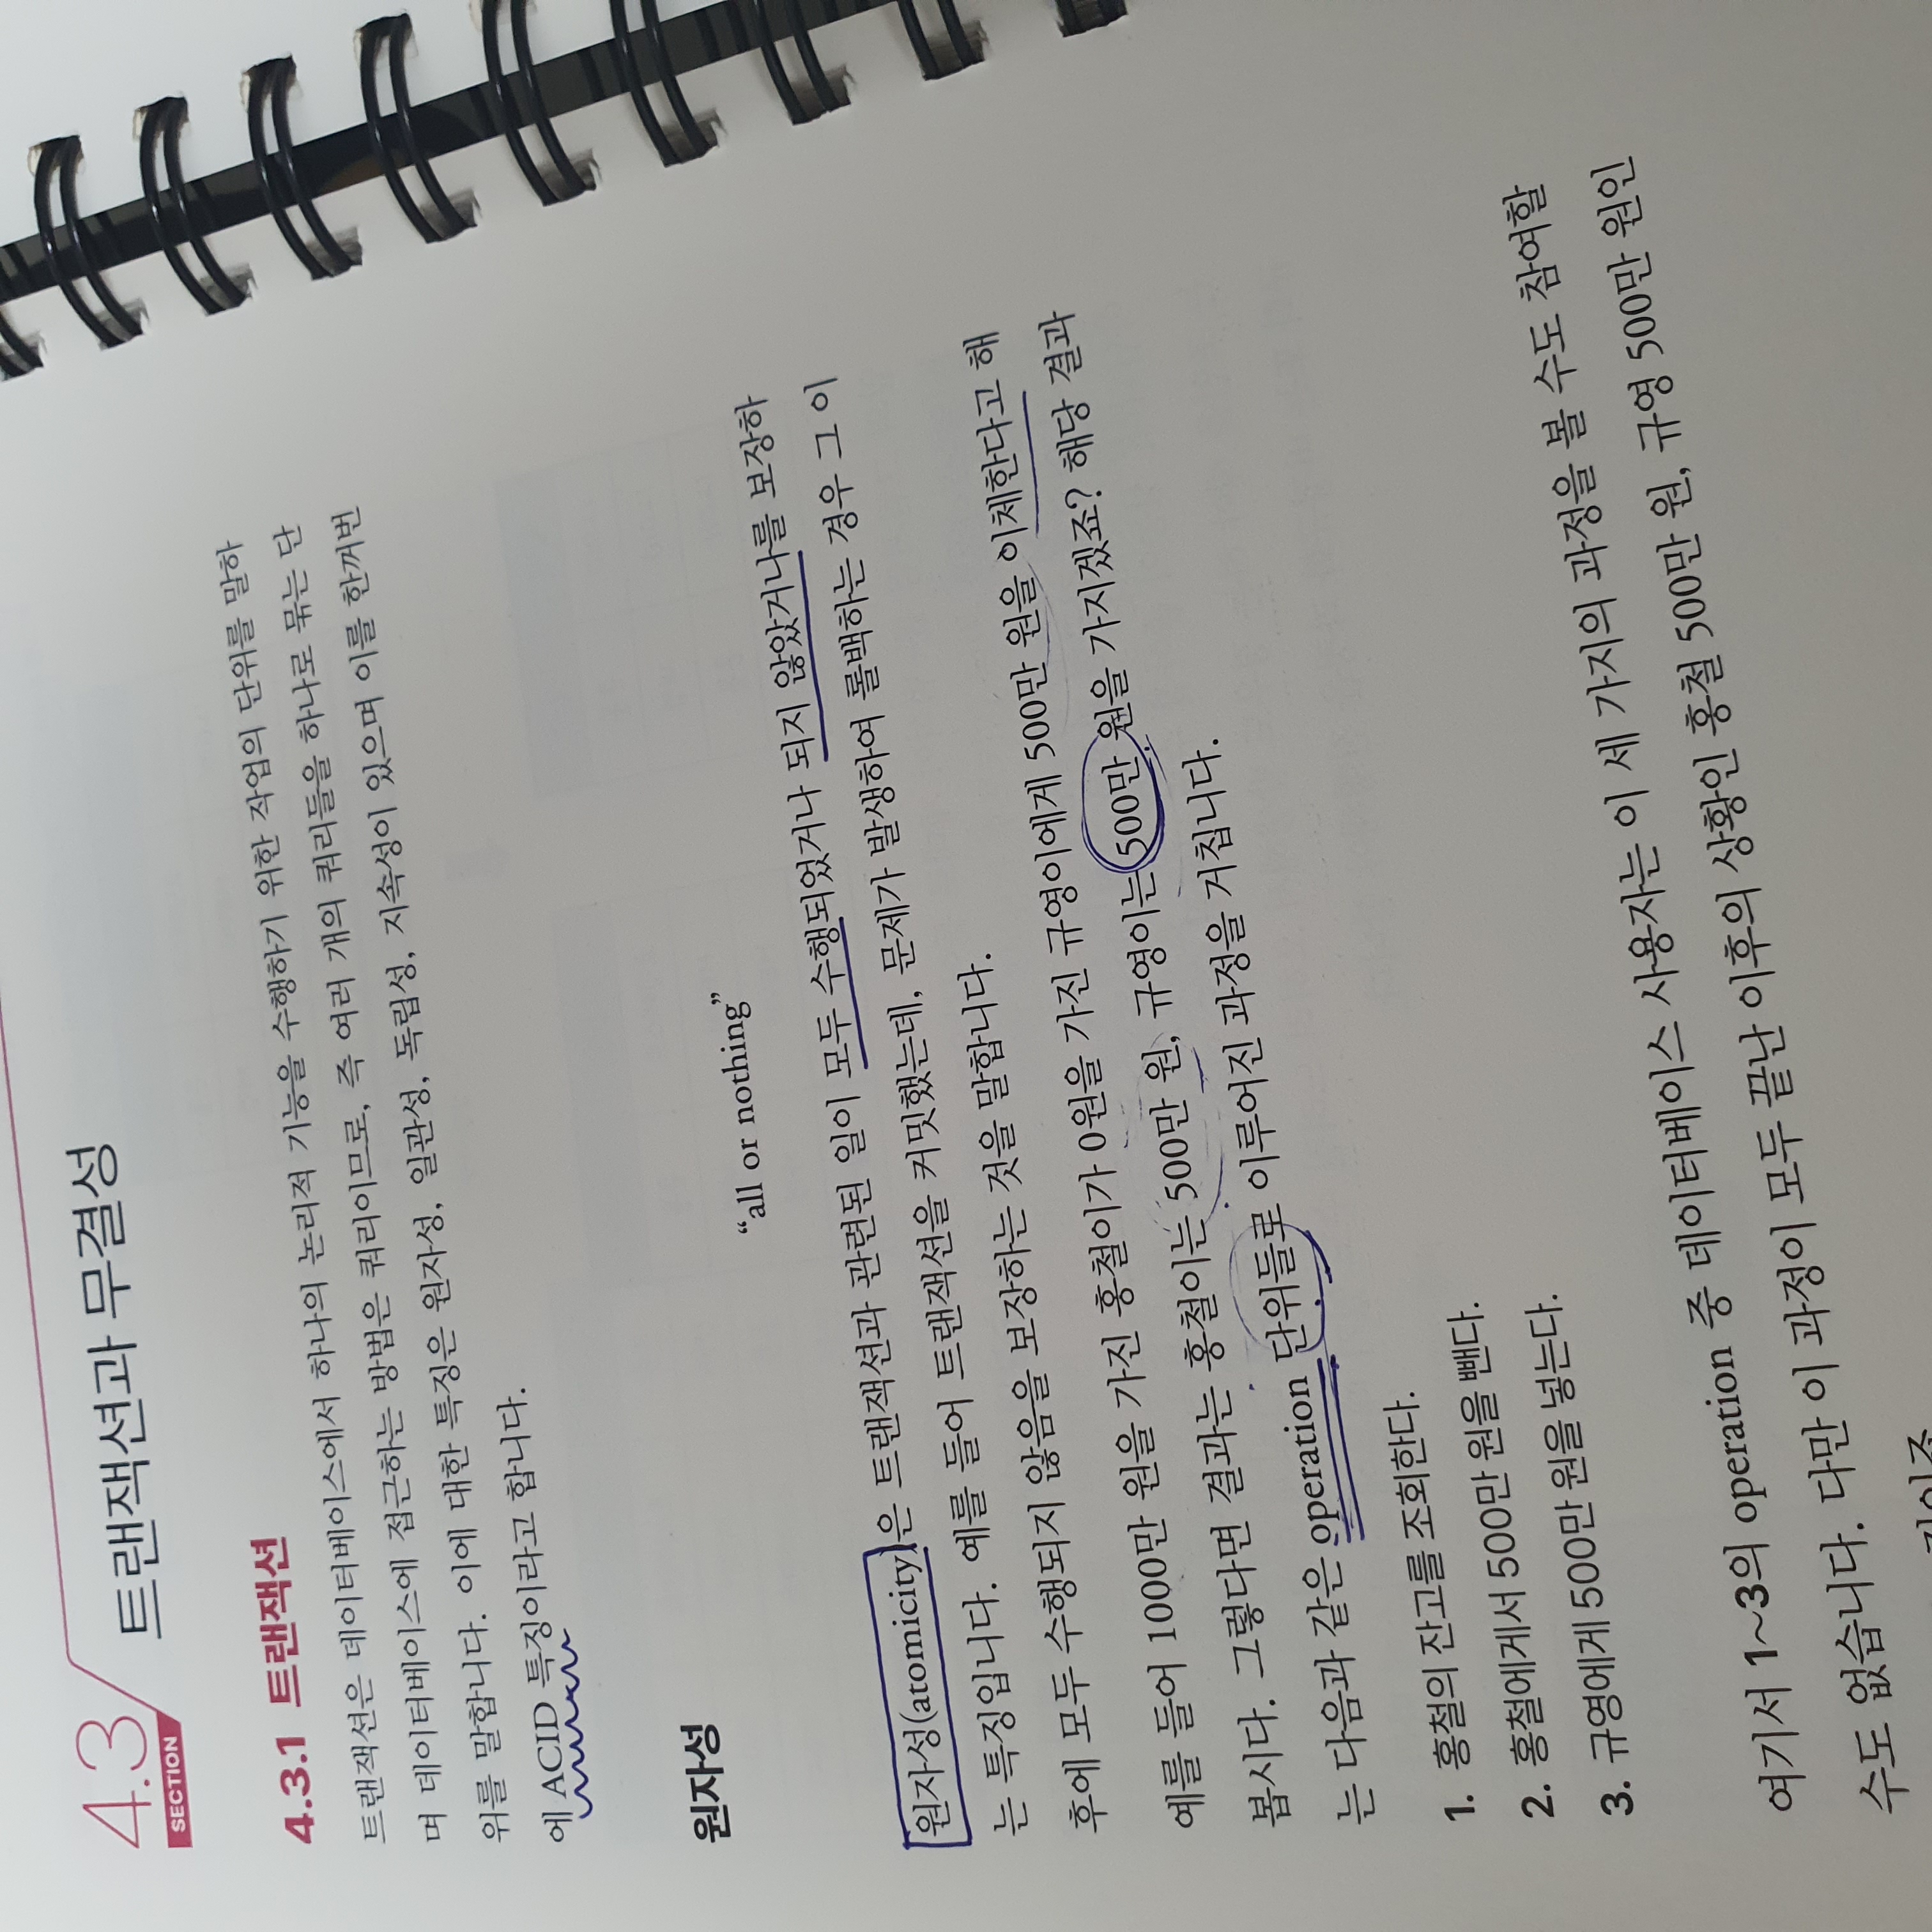 4.3
SECTION
트랜잭션과 무결성
4.3.1 트랜잭션
트랜잭션은 데이터베이스에서 하나의 논리적 기능을 수행하기 위한 작업의 단위를 말하
며 데이터베이스에 접근하는 방법은 쿼리이므로, 즉 여러 개의 쿼리들을 하나로 묶는 단
위를 말합니다. 이에 대한 특징은 원자성, 일관성, 독립성, 지속성이 있으며 이를 한꺼번
에 ACID 특징이라고 합니다.
원자성
“all or nothing”
원자성(atomicity)은 트랜잭션과 관련된 일이 모두 수행되었거나 되지 않았거나를 보장하
는 특징입니다. 예를 들어 트랜잭션을 커밋했는데, 문제가 발생하여 롤백하는 경우 그 이
후에 모두 수행되지 않음을 보장하는 것을 말합니다.
예를 들어 1000만 원을 가진 홍철이가 0원을 가진 규영이에게 500만 원을 이체한다고 해
봅시다. 그렇다면 결과는 홍철이는 500만 원, 규영이는 500만 원을 가지겠죠? 해당 결과
는 다음과 같은 operation 단위들로 이루어진 과정을 거칩니다.
1. 홍철의 잔고를 조회한다.
2. 홍철에게서 500만 원을 뺀다.
3. 규영에게 500만 원을 넣는다.
여기서 1~3의 operation 중 데이터베이스 사용자는 이 세 가지의 과정을 볼 수도 참여할
수도 없습니다. 다만 이 과정이 모두 끝난 이후의 상황인 홍철 500만 원, 규영 500만 원인